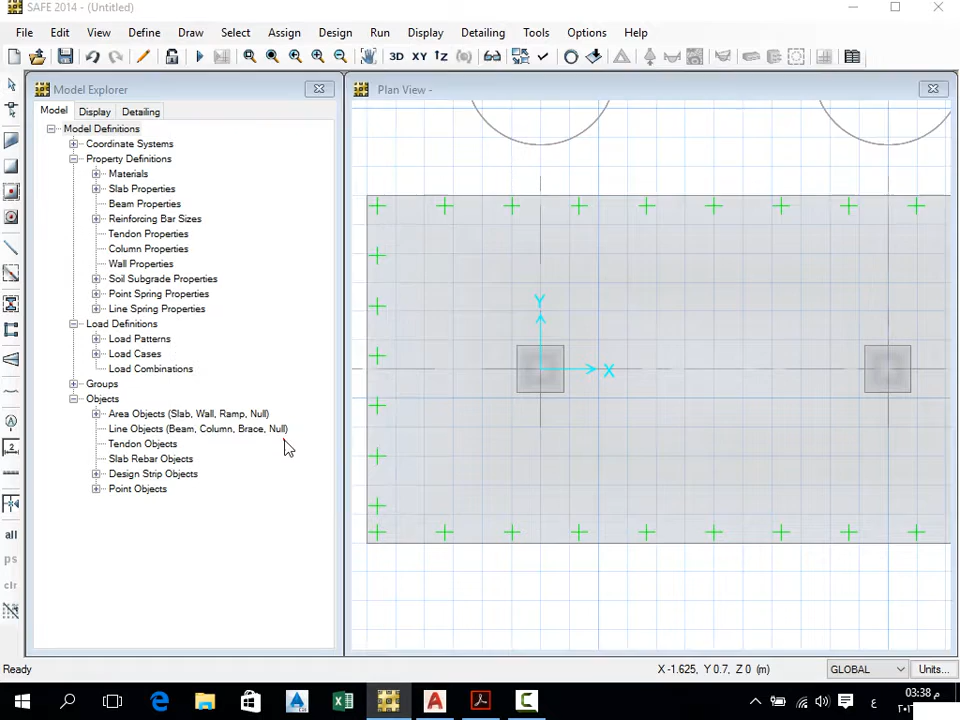 SAFE 2014 - (Untitled)
File Edit View Define Draw Select Assign Design Run Display Detailing Tools Options Help
3D XY
Model Explorer
Plan View -
Model Display Detailing
Model Definitions
Coordinate Systems
Property Definitions
Materials
Slab Properties
Beam Properties
Reinforcing Bar Sizes
Tendon Properties
Column Properties
Wall Properties
Soil Subgrade Properties
Point Spring Properties
Line Spring Properties
Load Definitions
Load Patterns
Load Cases
Load Combinations
Groups
Objects
Area Objects (Slab, Wall, Ramp, Null)
Line Objects (Beam, Column, Brace, Null)
Tendon Objects
Slab Rebar Objects
Design Strip Objects
Point Objects
Y
X
all
ps
clr
Ready
X -1.625, Y 0.7, Z 0 (m)
GLOBAL
Units...
ع
03:38 م